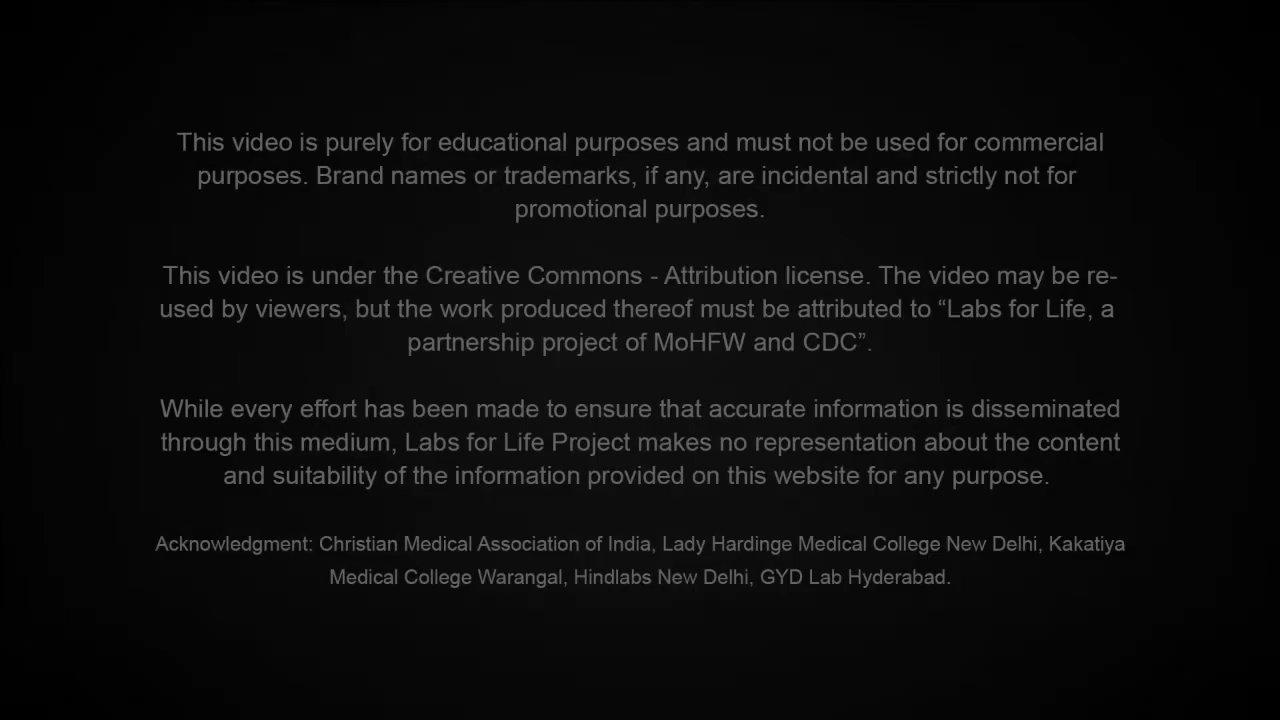 This video is purely for educational purposes and must not be used for commercial
purposes. Brand names or trademarks, if any, are incidental and strictly not for
promotional purposes.
This video is under the Creative Commons - Attribution license. The video may be re-
used by viewers, but the work produced thereof must be attributed to “Labs for Life, a
partnership project of MoHFW and CDC”.
While every effort has been made to ensure that accurate information is disseminated
through this medium, Labs for Life Project makes no representation about the content
and suitability of the information provided on this website for any purpose.
Acknowledgment: Christian Medical Association of India, Lady Hardinge Medical College New Delhi, Kakatiya
Medical College Warangal, Hindlabs New Delhi, GYD Lab Hyderabad.